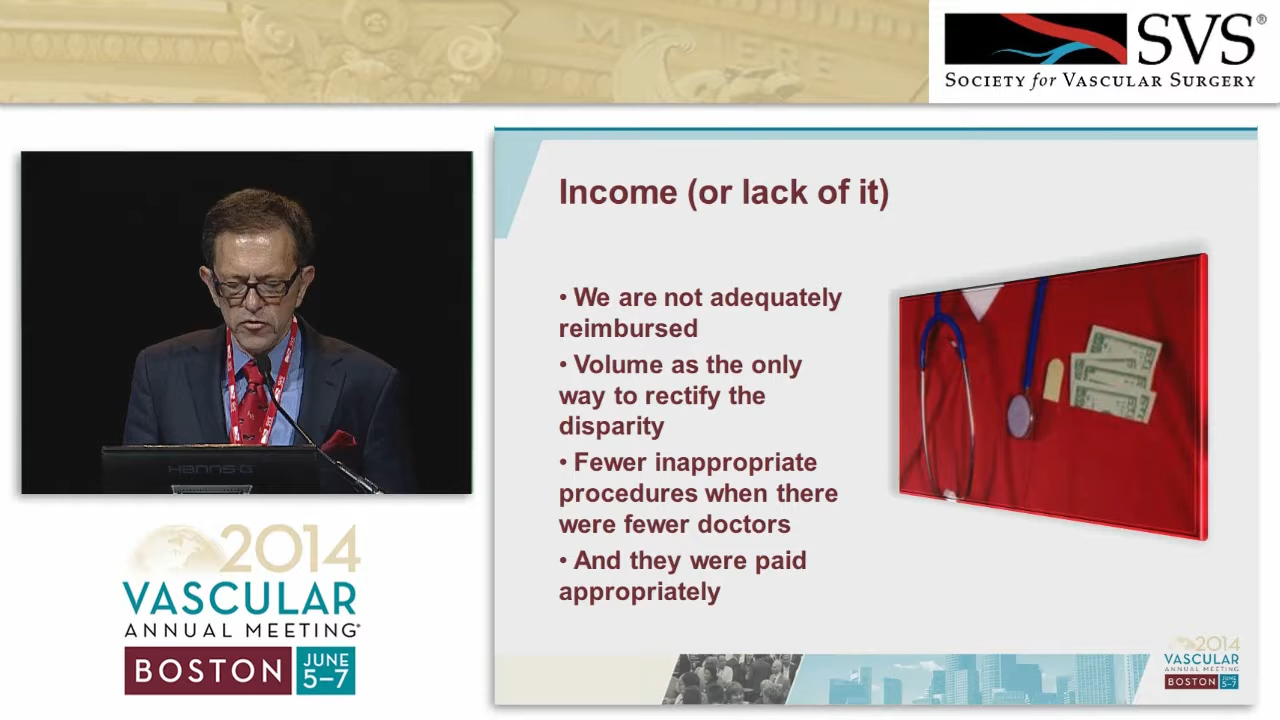 SVS®
SOCIETY for VASCULAR SURGERY
Income (or lack of it)
• We are not adequately
reimbursed
• Volume as the only
way to rectify the
disparity
• Fewer inappropriate
procedures when there
were fewer doctors
• And they were paid
appropriately
HANNS-G
2014
VASCULAR
ANNUAL MEETING®
BOSTON
JUNE
5–7
2014
VASCULAR
ANNUAL MEETING
BOSTON
JUNE
5–7